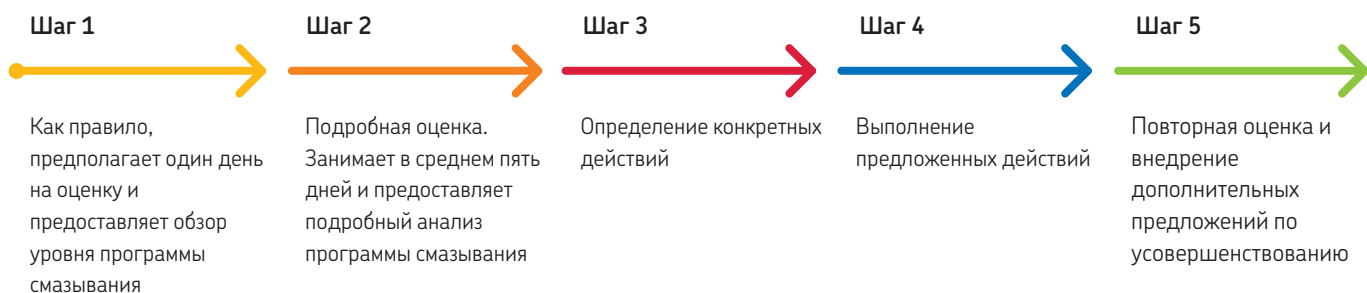 Шаг 1
Как правило,
предполагает один день
на оценку и
предоставляет обзор
уровня программы
смазывания
Шаг 2
Подробная оценка.
Занимает в среднем пять
дней и предоставляет
подробный анализ
программы смазывания
Шаг 3
Определение конкретных
действий
Шаг 4
Выполнение
предложенных действий
Шаг 5
Повторная оценка и
внедрение
дополнительных
предложений по
усовершенствованию